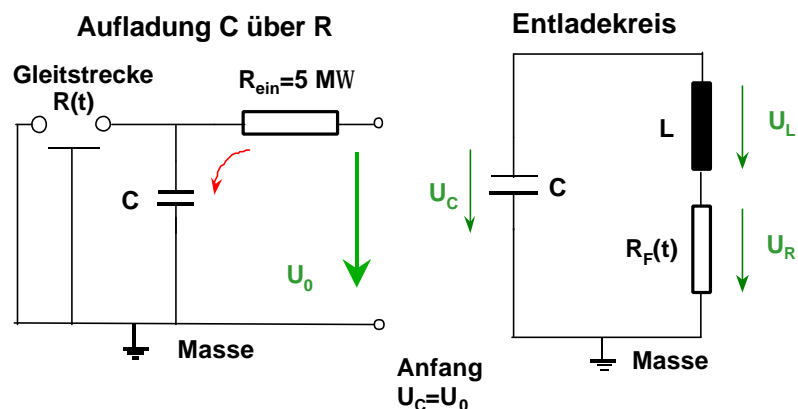 Aufladung C über R
Gleitstrecke
R(t)
R_ein=5 MW
C
U_0
Masse
Entladekreis
U_C
C
L
U_L
R_F(t)
U_R
Masse
Anfang
U_C=U_0